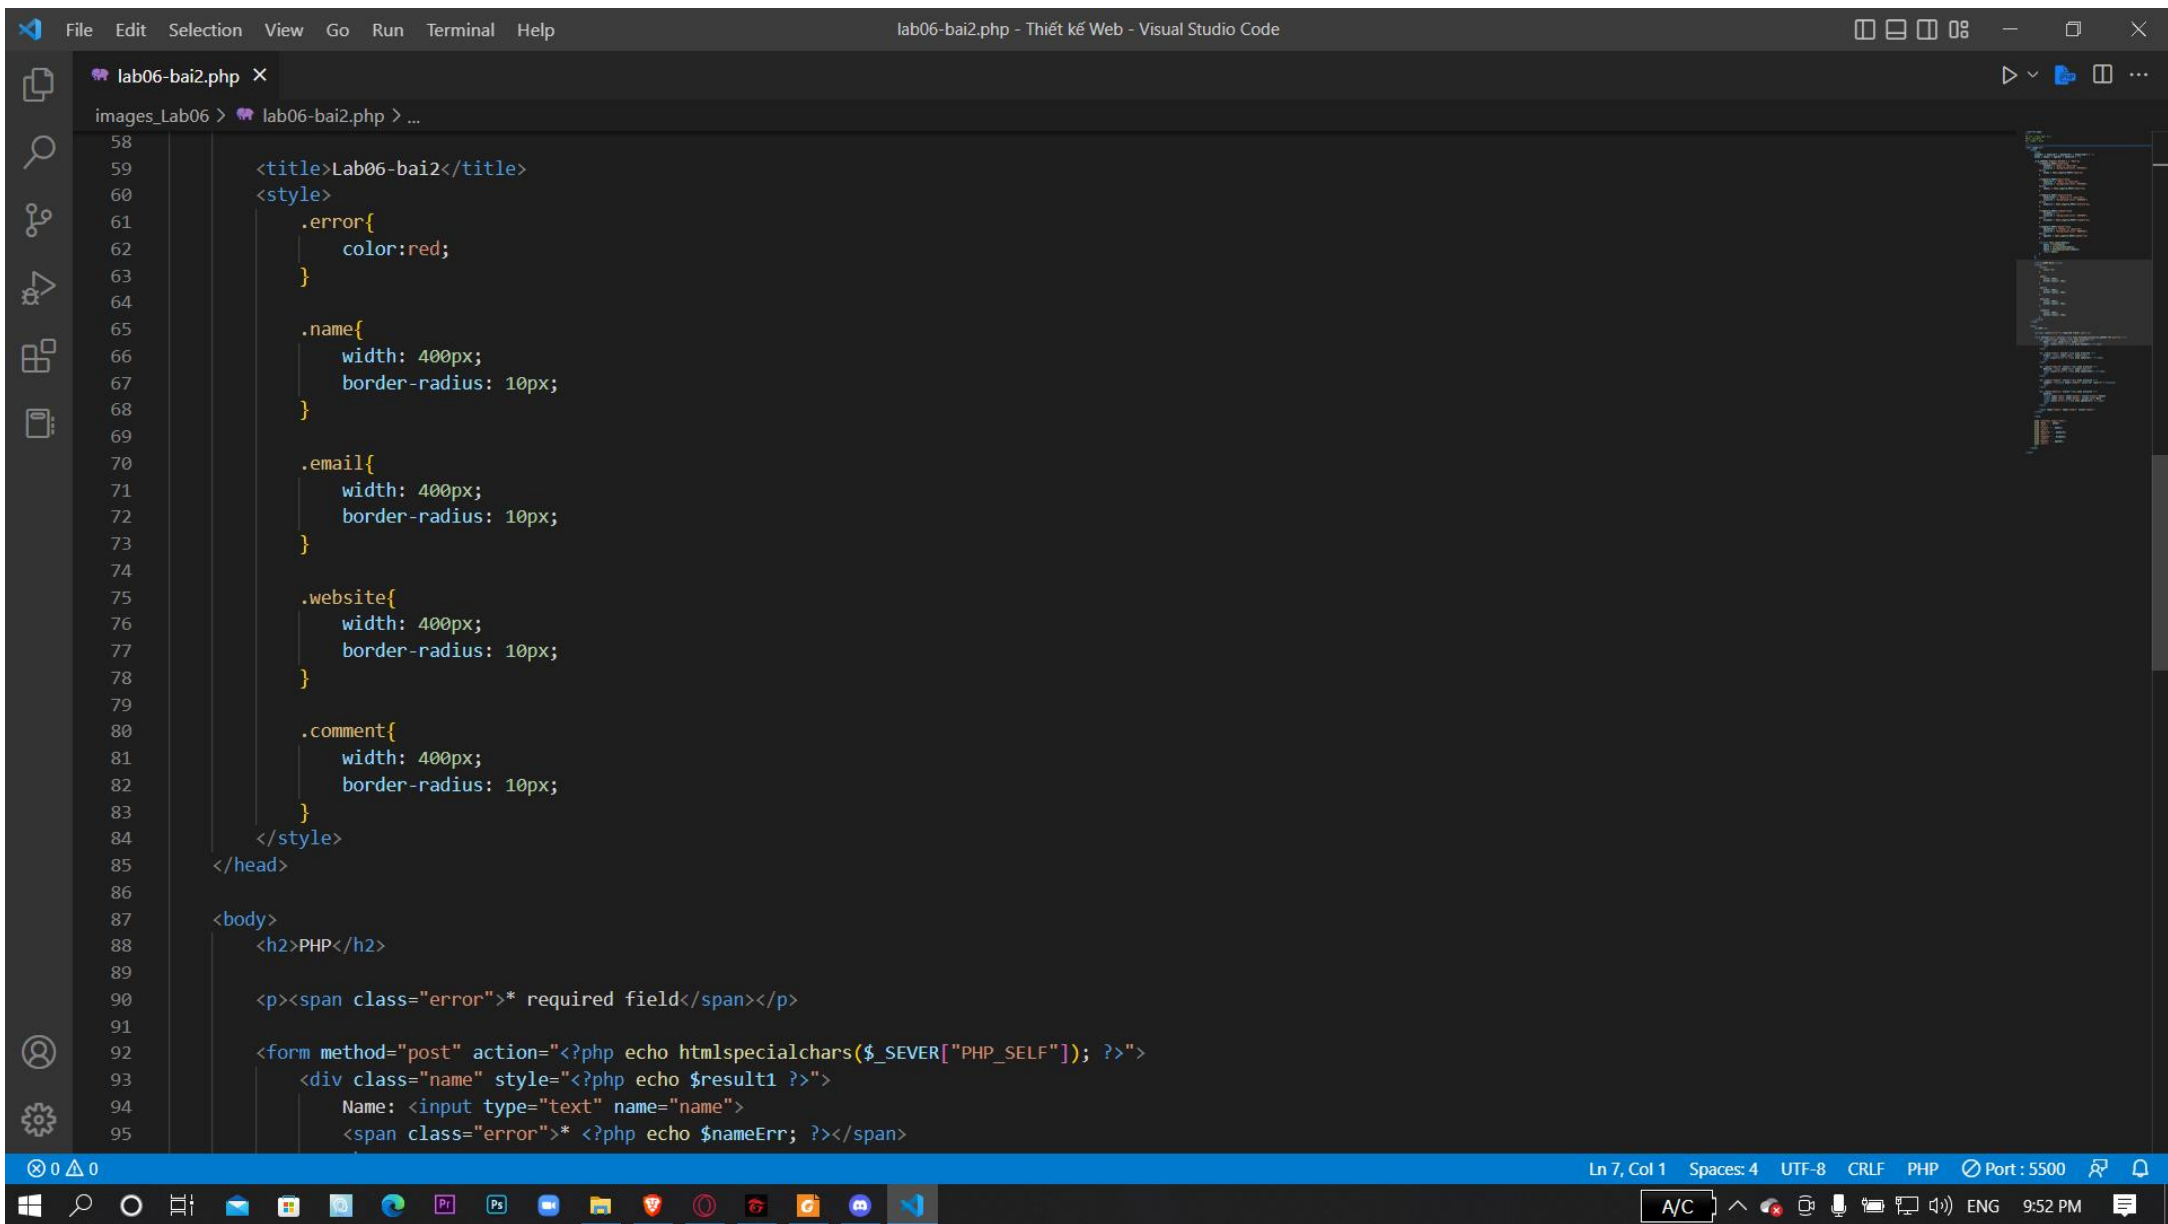 File Edit Selection View Go Run Terminal Help lab06-bai2.php - Thiết kế Web - Visual Studio Code
lab06-bai2.php
images_Lab06 > lab06-bai2.php > ...
58
59 <title>Lab06-bai2</title>
60 <style>
61 .error{
62 color:red;
63 }
64
65 .name{
66 width: 400px;
67 border-radius: 10px;
68 }
69
70 .email{
71 width: 400px;
72 border-radius: 10px;
73 }
74
75 .website{
76 width: 400px;
77 border-radius: 10px;
78 }
79
80 .comment{
81 width: 400px;
82 border-radius: 10px;
83 }
84 </style>
85 </head>
86
87 <body>
88 <h2>PHP</h2>
89
90 <p><span class="error">* required field</span></p>
91
92 <form method="post" action="<?php echo htmlspecialchars($_SEVER["PHP_SELF"]); ?>">
93 <div class="name" style="<?php echo $result1 ?>">
94 Name: <input type="text" name="name">
95 <span class="error">* <?php echo $nameErr; ?></span>
0 0 Ln 7, Col 1 Spaces: 4 UTF-8 CRLF PHP Port : 5500
Pr Ps A/C ENG 9:52 PM